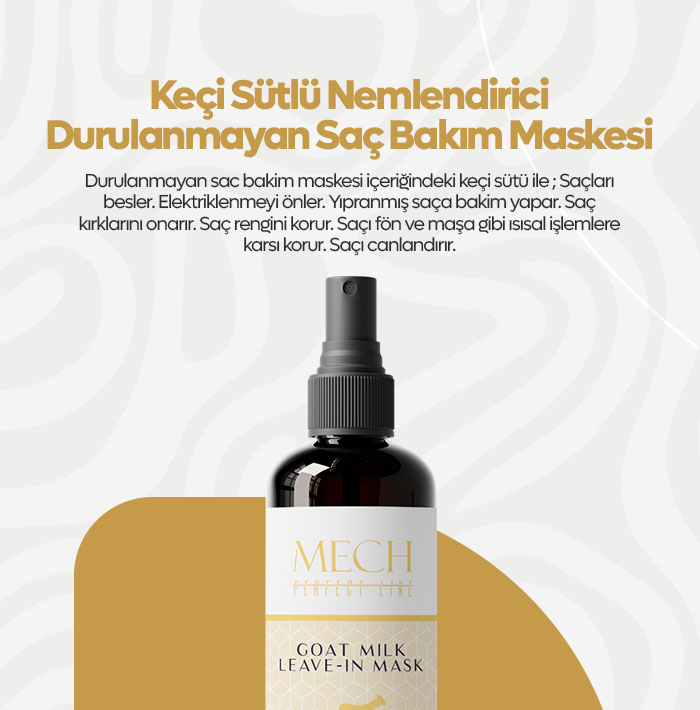 Keçi Sütlü Nemlendirici
Durulanmayan Saç Bakım Maskesi
Durulanmayan sac bakim maskesi içeriğindeki keçi sütü ile ; Saçları
besler. Elektriklenmeyi önler. Yıpranmış saça bakim yapar. Saç
kırklarını onarır. Saç rengini korur. Saçı fön ve maşa gibi ısısal işlemlere
karsı korur. Saçı canlandırır.
MECH
PERFECT LINE
GOAT MILK
LEAVE-IN MASK